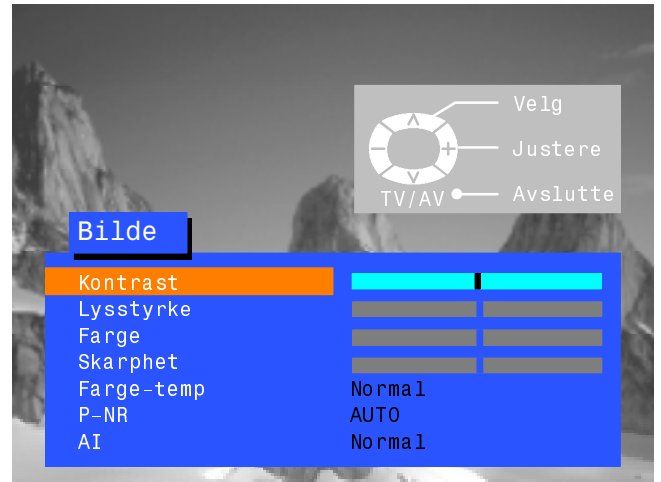 Velg
Justere
TV/AV Avslutte
Bilde
Kontrast
Lysstyrke
Farge
Skarphet
Farge-temp Normal
P-NR AUTO
AI Normal